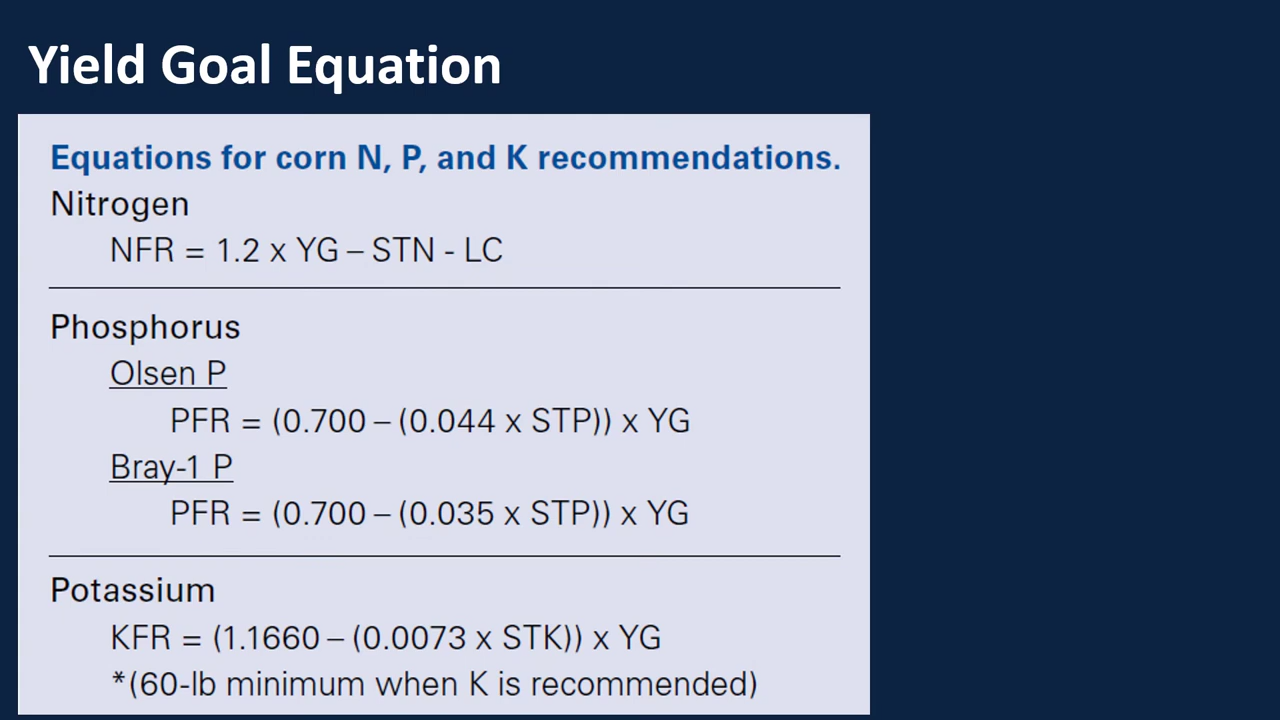 Yield Goal Equation
Equations for corn N, P, and K recommendations.
Nitrogen
NFR = 1.2 x YG – STN - LC
Phosphorus
Olsen P
PFR = (0.700 – (0.044 x STP)) x YG
Bray-1 P
PFR = (0.700 – (0.035 x STP)) x YG
Potassium
KFR = (1.1660 – (0.0073 x STK)) x YG
*(60-lb minimum when K is recommended)